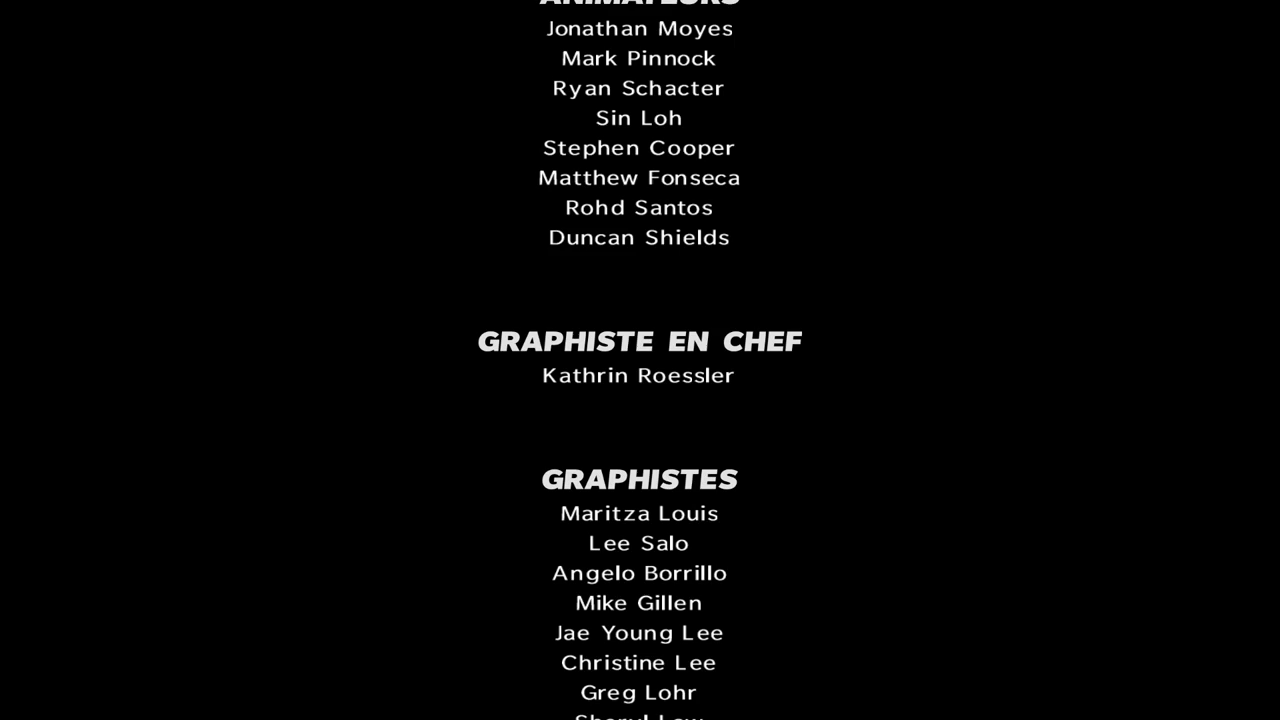 ANIMATEURS
Jonathan Moyes
Mark Pinnock
Ryan Schacter
Sin Loh
Stephen Cooper
Matthew Fonseca
Rohd Santos
Duncan Shields
GRAPHISTE EN CHEF
Kathrin Roessler
GRAPHISTES
Maritza Louis
Lee Salo
Angelo Borrillo
Mike Gillen
Jae Young Lee
Christine Lee
Greg Lohr